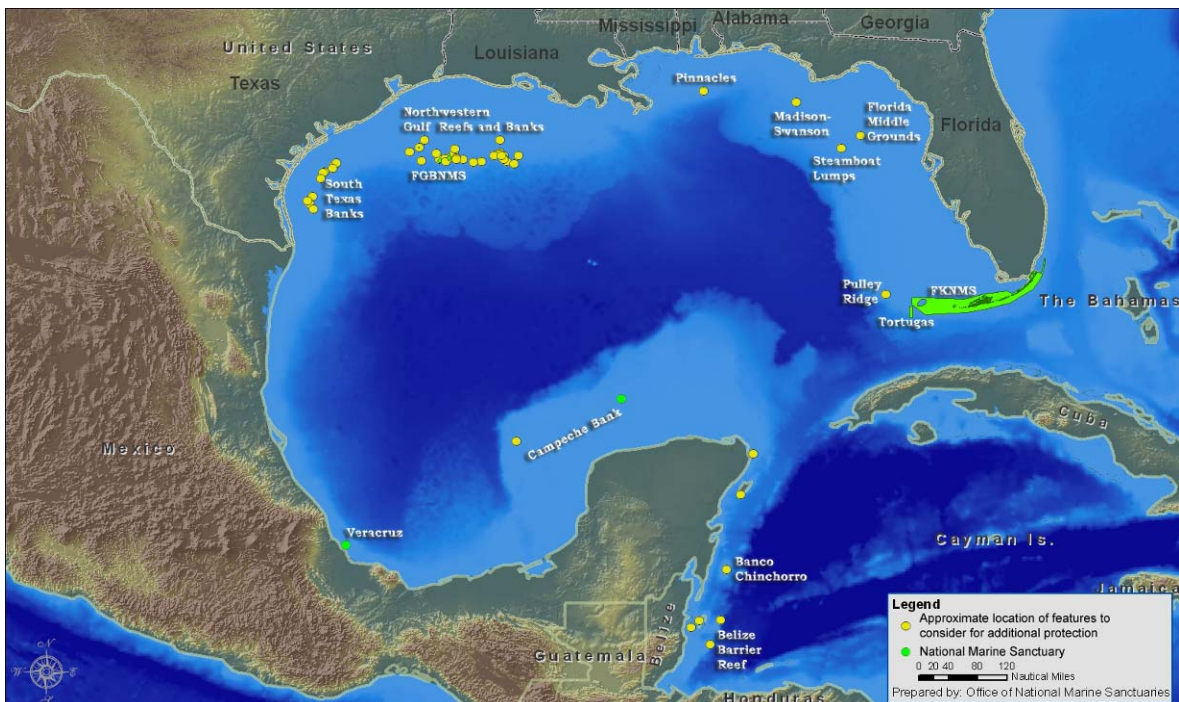 Mississippi
Alabama
Georgia
United States
Louisiana
Texas
Pinnacles
Northwestern
Gulf Reefs and Banks
Madison-
Swanson
Florida
Middle
Grounds
Florida
Steamboat
Lumps
FGBNMS
South
Texas
Banks
Pulley
Ridge
FKNMS
Tortugas
The Bahamas
Cuba
Campeche Bank
Mexico
Veracruz
Cayman Is.
Banco
Chinchorro
Jamaica
Belize
Belize
Barrier
Reef
Guatemala
Honduras
N
W
E
S
Legend
Approximate location of features to
consider for additional protection
National Marine Sanctuary
0 20 40 80 120
Nautical Miles
Prepared by: Office of National Marine Sanctuaries